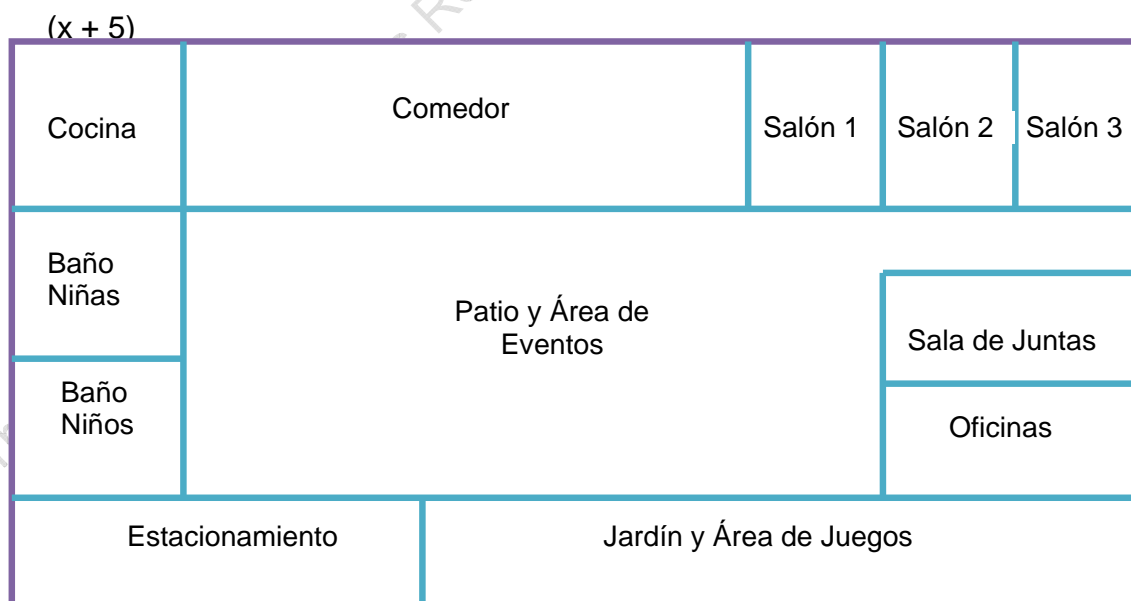 (x + 5)
Cocina
Comedor
Salón 1
Salón 2
Salón 3
Baño
Niñas
Patio y Área de
Eventos
Sala de Juntas
Baño
Niños
Oficinas
Estacionamiento
Jardín y Área de Juegos